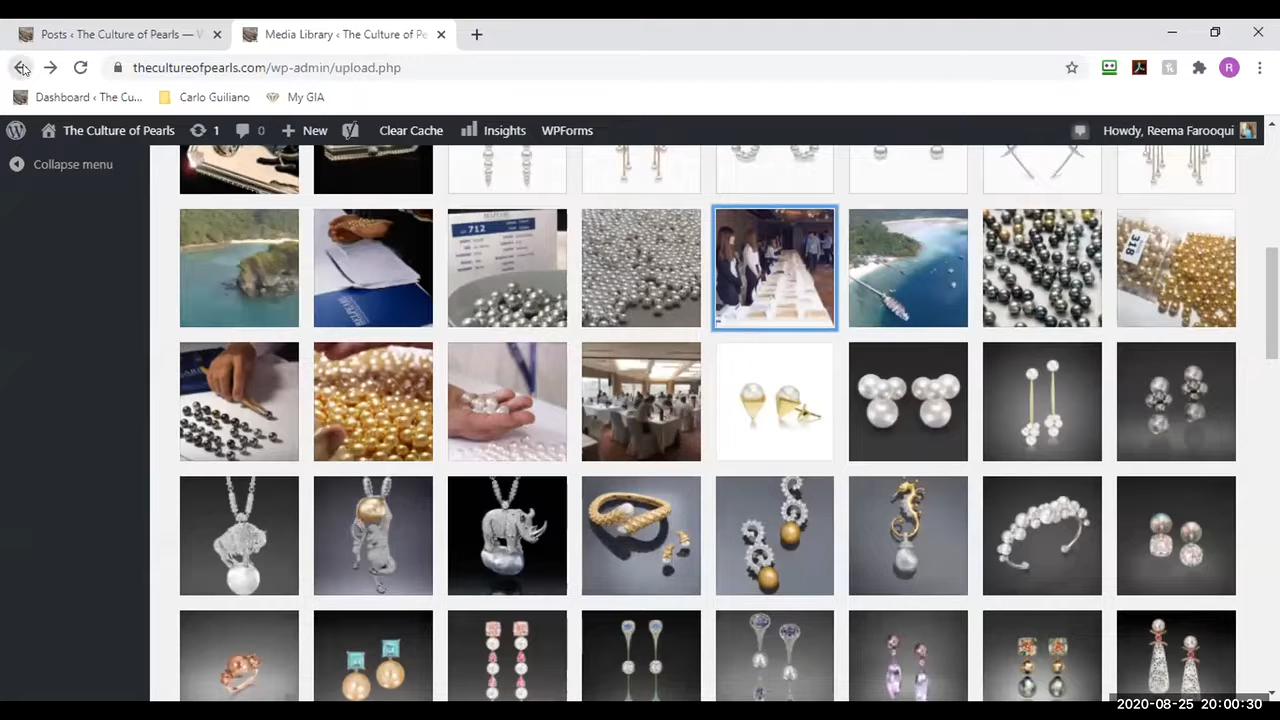 Posts ‹ The Culture of Pearls — W
Media Library ‹ The Culture of Pe
thecultureofpearls.com/wp-admin/upload.php
Dashboard ‹ The Cu...
Carlo Guiliano
My GIA
The Culture of Pearls
1
0
New
Clear Cache
Insights
WPForms
Howdy, Reema Farooqui
R
Collapse menu
712
318
2020-08-25 20:00:30